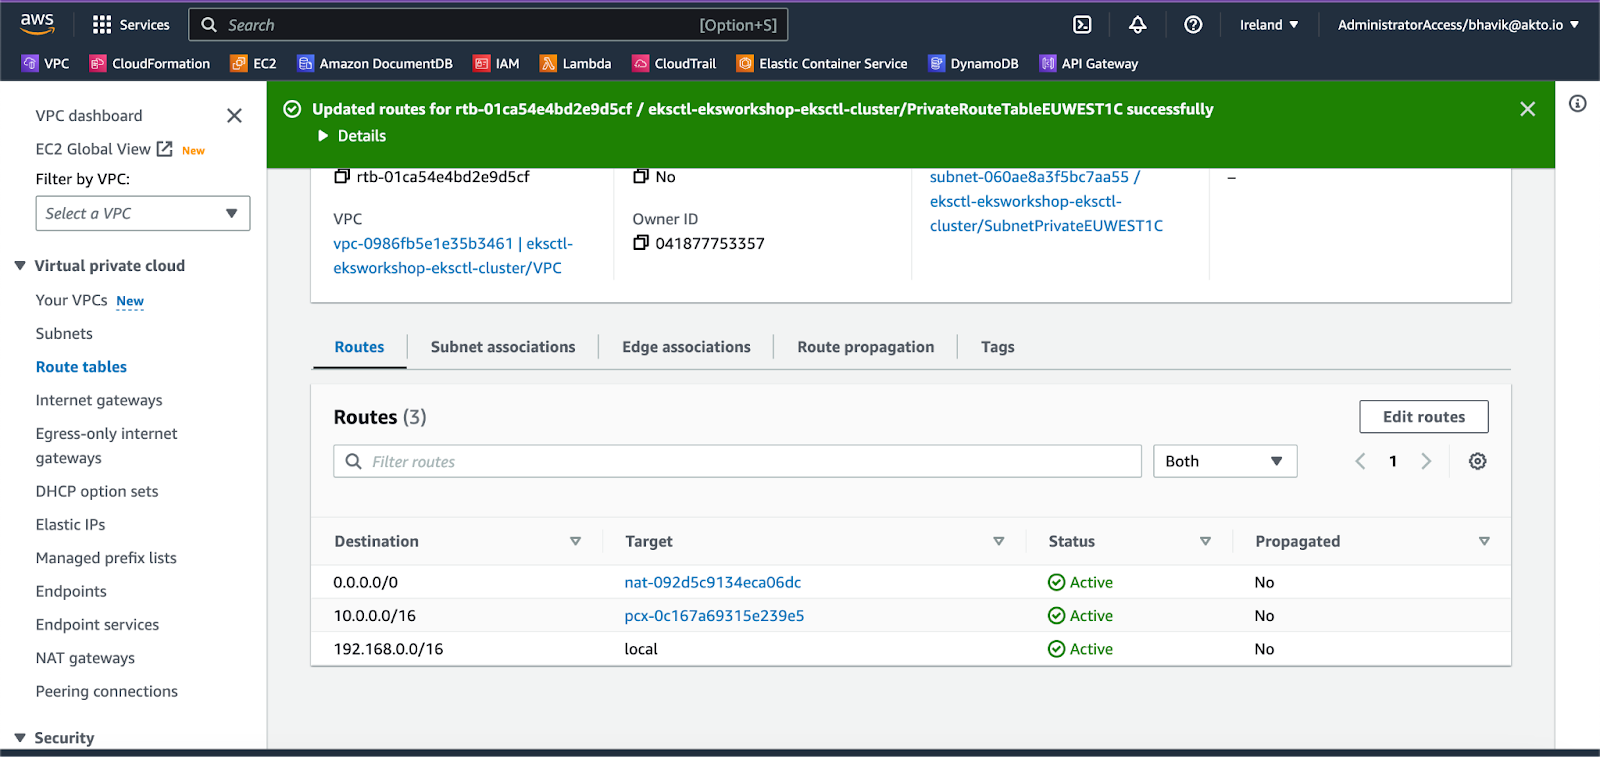 aws
Services
Search
[Option+S]
Ireland
AdministratorAccess/bhavik@akto.io
VPC
CloudFormation
EC2
Amazon DocumentDB
IAM
Lambda
CloudTrail
Elastic Container Service
DynamoDB
API Gateway
VPC dashboard
EC2 Global View New
Filter by VPC:
Select a VPC
Virtual private cloud
Your VPCs New
Subnets
Route tables
Internet gateways
Egress-only internet
gateways
DHCP option sets
Elastic IPs
Managed prefix lists
Endpoints
Endpoint services
NAT gateways
Peering connections
Security
Updated routes for rtb-01ca54e4bd2e9d5cf / eksctl-eksworkshop-eksctl-cluster/PrivateRouteTableEUWEST1C successfully
Details
rtb-01ca54e4bd2e9d5cf
VPC
vpc-0986fb5e1e35b3461 | eksctl-
eksworkshop-eksctl-cluster/VPC
No
Owner ID
041877753357
subnet-060ae8a3f5bc7aa55 /
eksctl-eksworkshop-eksctl-
cluster/SubnetPrivateEUWEST1C
–
Routes
Subnet associations
Edge associations
Route propagation
Tags
Routes (3)
Edit routes
Filter routes
Both
1
Destination Target Status Propagated
0.0.0.0/0 nat-092d5c9134eca06dc Active No
10.0.0.0/16 pcx-0c167a69315e239e5 Active No
192.168.0.0/16 local Active No